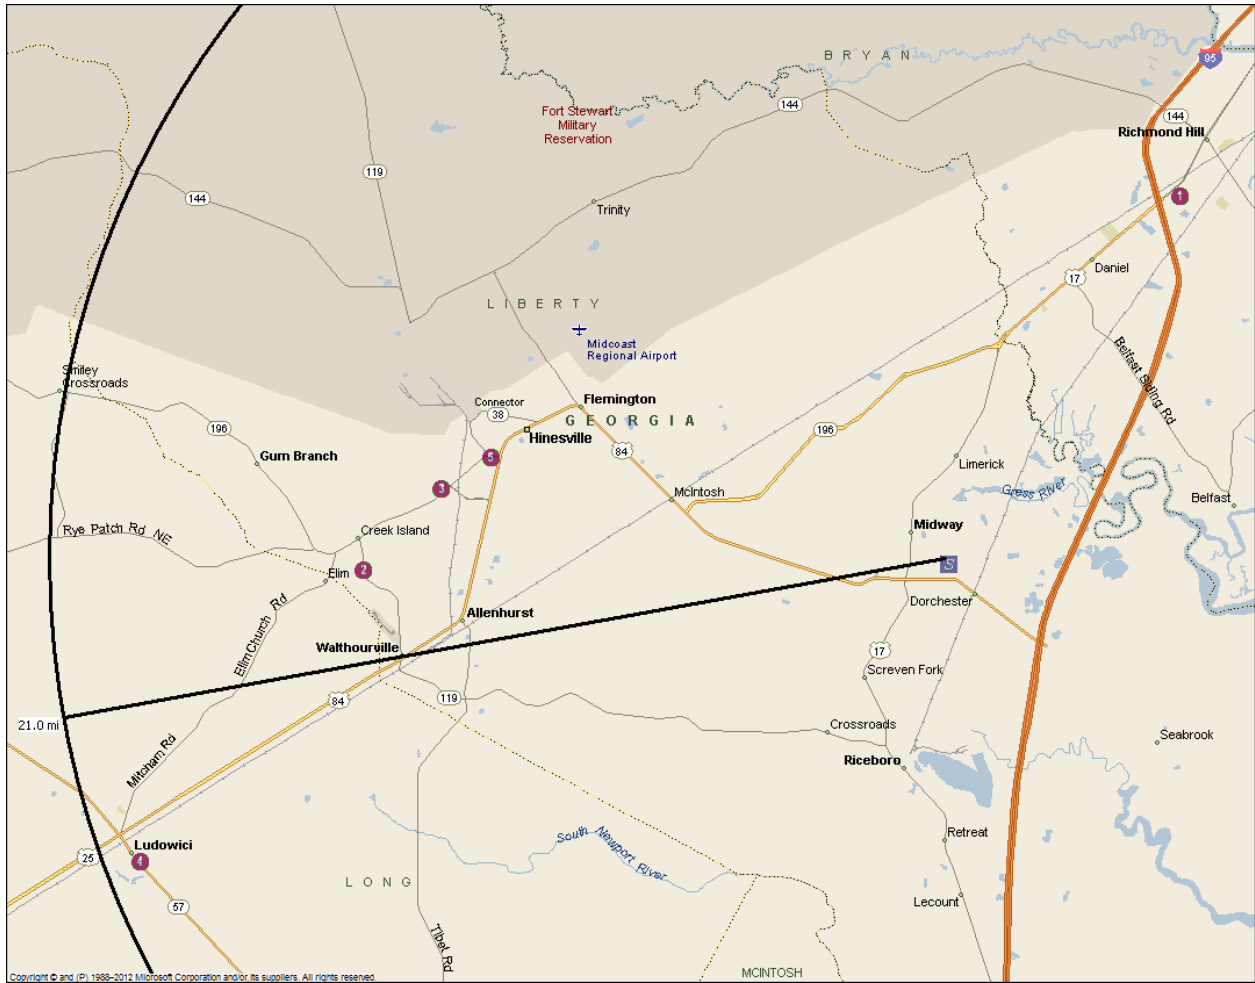 BRYAN
95
Fort Stewart
Military
Reservation
144
144
Richmond Hill
119
144
1
Trinity
Daniel
17
LIBERTY
Midcoast
Regional Airport
Belfast Siding Rd
Smiley
Crossroads
Connector
38
Flemington
GEORGIA
Hinesville
196
196
84
Gum Branch
5
Limerick
3
McIntosh
Gress River
Belfast
Rye Patch Rd NE
Creek Island
Midway
S
Elim
2
Dorchester
Elim Church Rd
Allenhurst
Walthourville
17
Screven Fork
84
119
21.0 mi
Crossroads
Seabrook
Mitcham Rd
Riceboro
Ludowici
25
4
South Newport River
Retreat
LONG
57
Lecount
Tibet Rd
MCINTOSH
Copyright © and (P) 1988–2012 Microsoft Corporation and/or its suppliers. All rights reserved.